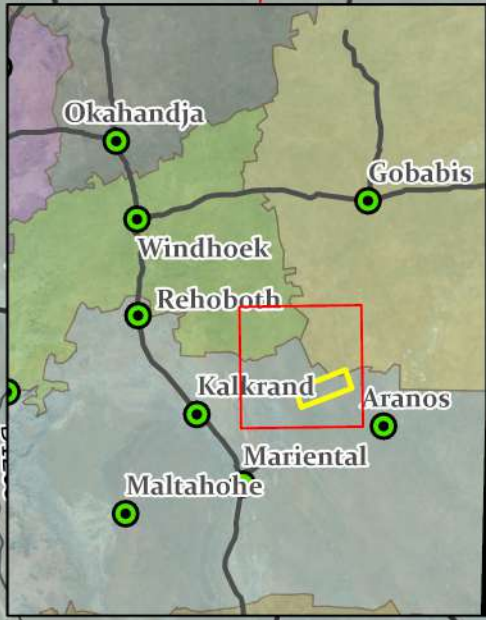 Okahandja
Gobabis
Windhoek
Rehoboth
Kalkrand
Aranos
Mariental
Maltahohe